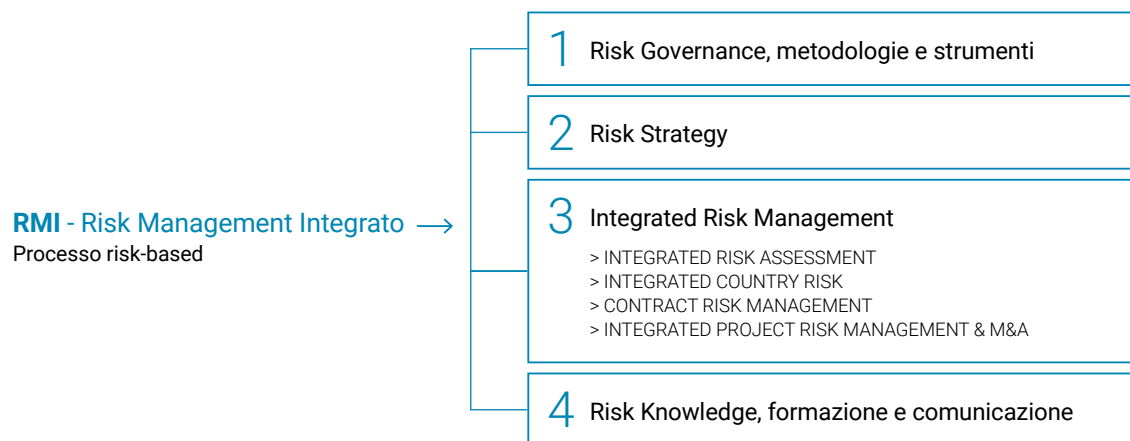 RMI - Risk Management Integrato
Processo risk-based
1 Risk Governance, metodologie e strumenti
2 Risk Strategy
3 Integrated Risk Management
> INTEGRATED RISK ASSESSMENT
> INTEGRATED COUNTRY RISK
> CONTRACT RISK MANAGEMENT
> INTEGRATED PROJECT RISK MANAGEMENT & M&A
4 Risk Knowledge, formazione e comunicazione